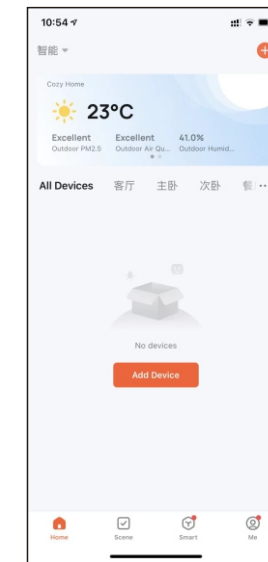 10:54
智能
Cozy Home
23°C
Excellent Excellent 41.0%
Outdoor PM2.5 Outdoor Air Qu... Outdoor Humid...
All Devices 客厅 主卧 次卧 ...
No devices
Add Device
Home Scene Smart Me